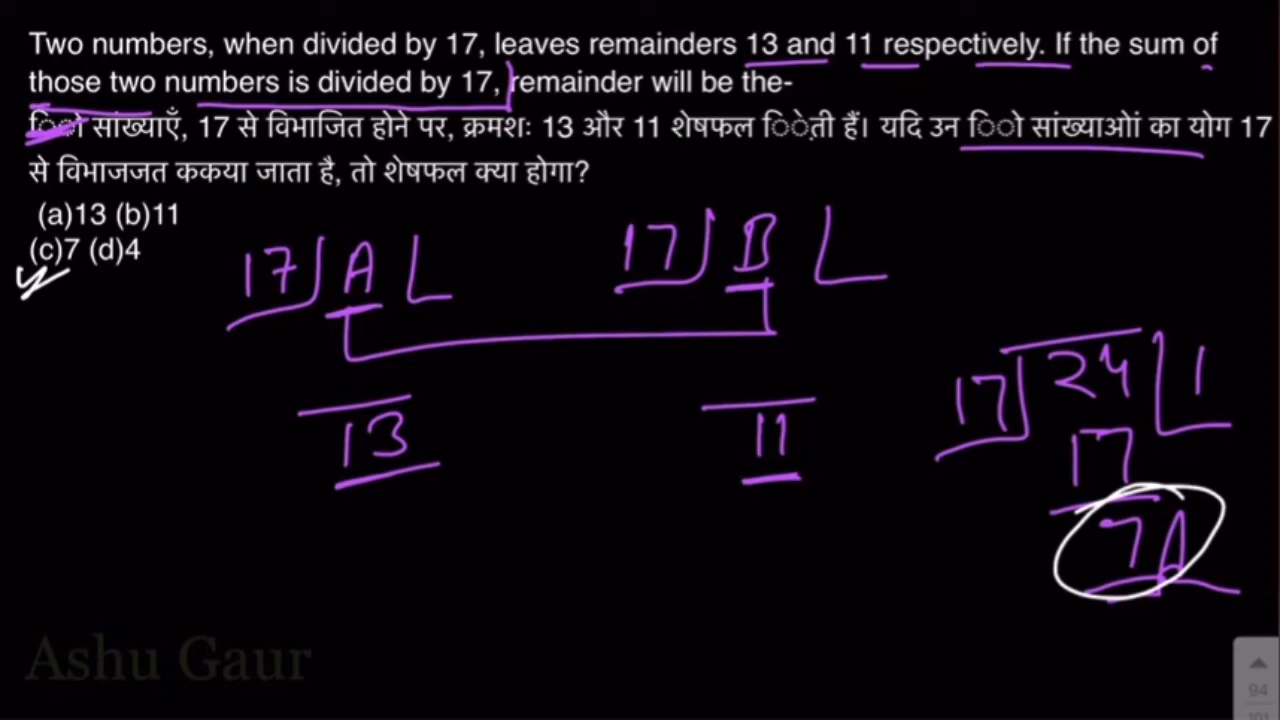 Two numbers, when divided by 17, leaves remainders 13 and 11 respectively. If the sum of
those two numbers is divided by 17, remainder will be the-
िो सांख्याएँ, 17 से विभाजित होने पर, क्रमशः 13 और 11 शेषफल िे़ती हैं। यदि उन िो सांख्याओां का योग 17
से विभाजजत ककया जाता है, तो शेषफल क्या होगा?
(a)13 (b)11
(c)7 (d)4
17 A
17 B
13
11
17 24 1
17
7 A
Ashu Gaur
94